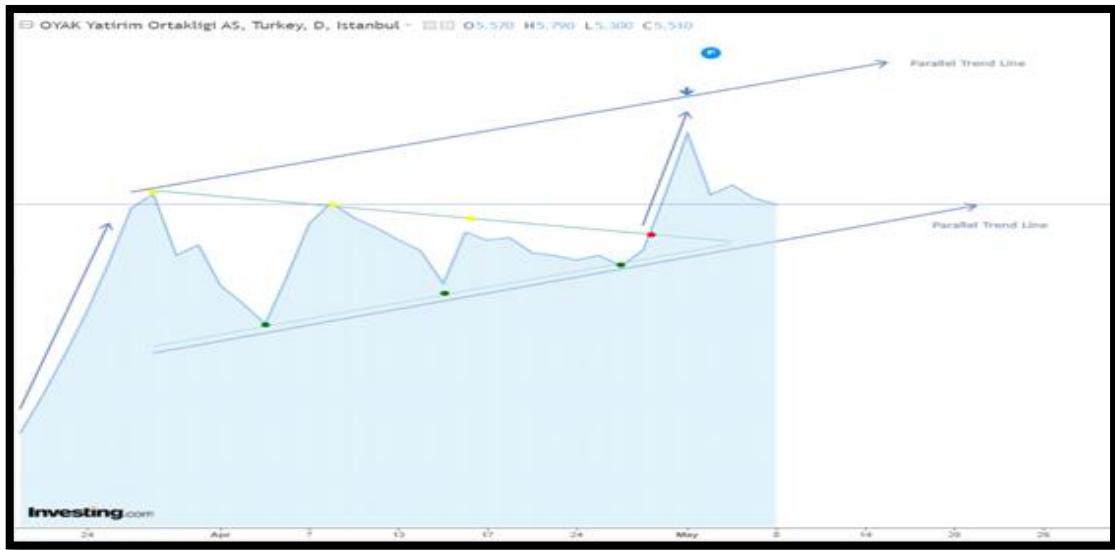 OYAK Yatirim Ortakligi AS, Turkey, D, Istanbul O5,570 H5,790 L5,300 C5,510
Parallel Trend Line
Parallel Trend Line
Investing.com
24 Apr 7 13 17 24 May 8 14 20 26